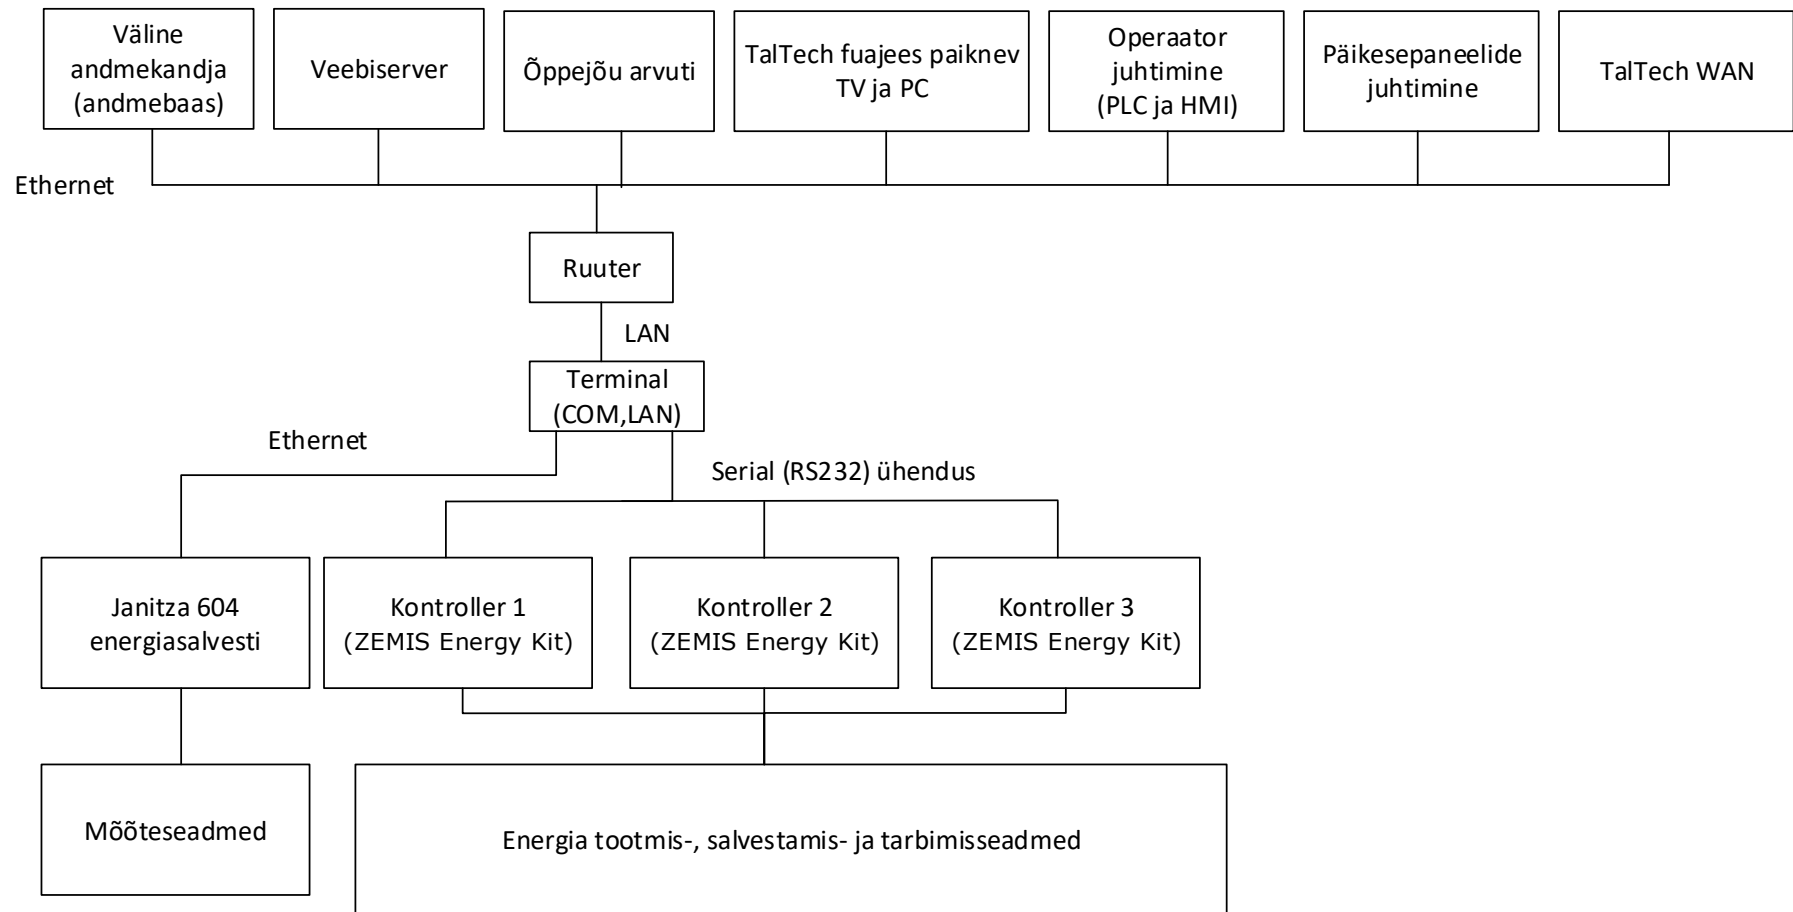 Väline
andmekandja
(andmebaas)
Veebiserver
Õppejõu arvuti
TalTech fuajees paiknev
TV ja PC
Operaator
juhtimine
(PLC ja HMI)
Päikesepaneelide
juhtimine
TalTech WAN
Ethernet
Ruuter
LAN
Terminal
(COM,LAN)
Ethernet
Serial (RS232) ühendus
Janitza 604
energiasalvesti
Kontroller 1
(ZEMIS Energy Kit)
Kontroller 2
(ZEMIS Energy Kit)
Kontroller 3
(ZEMIS Energy Kit)
Mõõteseadmed
Energia tootmis-, salvestamis- ja tarbimisseadmed